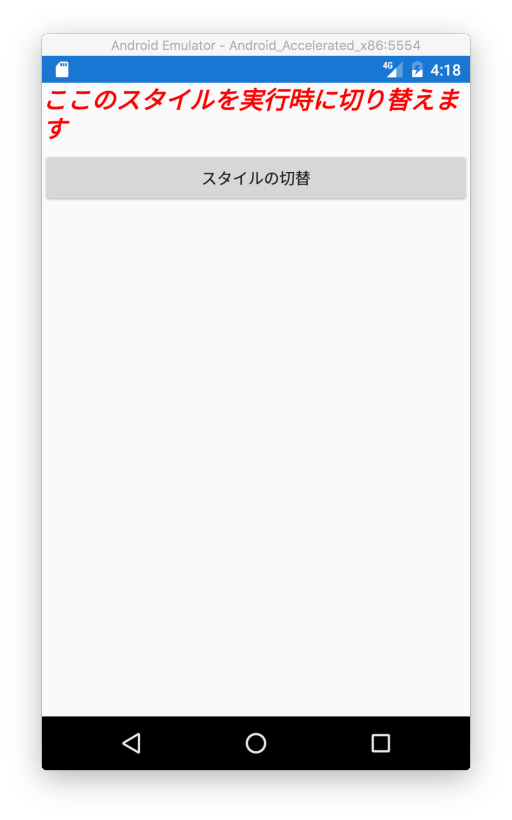 Android Emulator - Android_Accelerated_x86:5554
4G 4:18
ここのスタイルを実行時に切り替えま
す
スタイルの切替